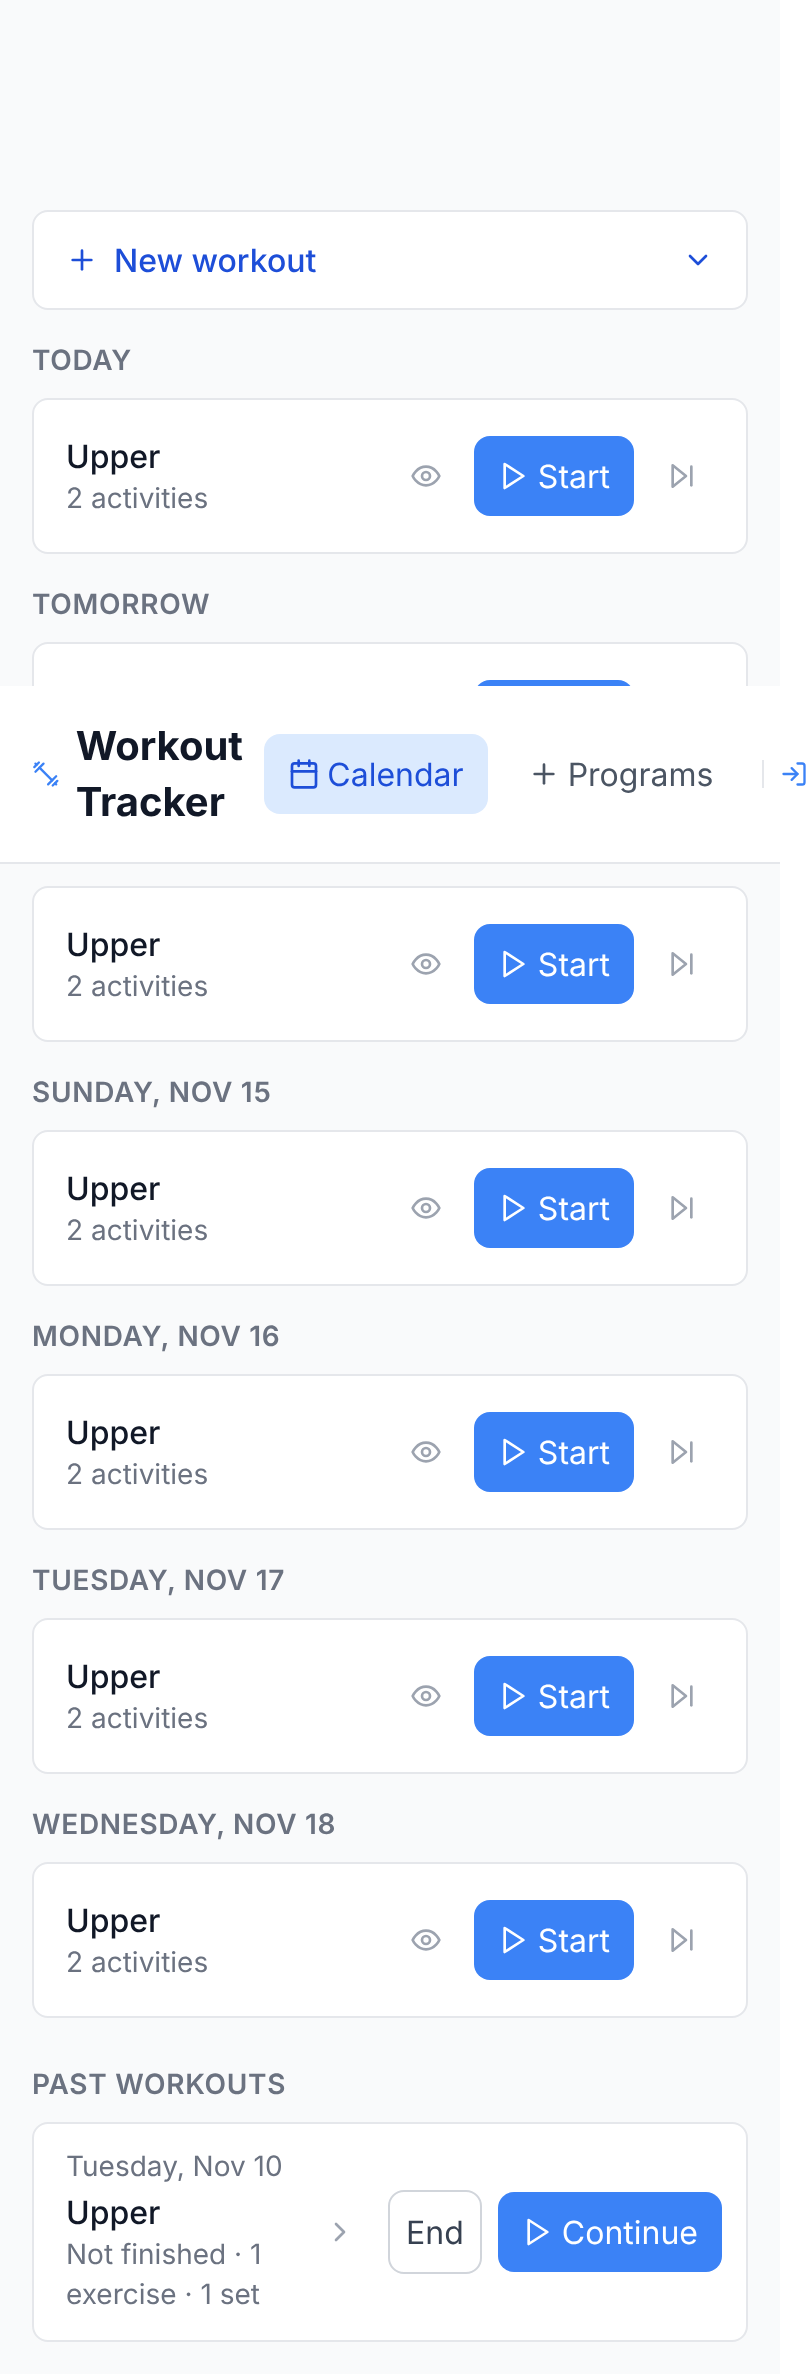 New workout
TODAY
Upper
2 activities
Start
TOMORROW
Workout
Tracker
Calendar
Programs
Upper
2 activities
Start
SUNDAY, NOV 15
Upper
2 activities
Start
MONDAY, NOV 16
Upper
2 activities
Start
TUESDAY, NOV 17
Upper
2 activities
Start
WEDNESDAY, NOV 18
Upper
2 activities
Start
PAST WORKOUTS
Tuesday, Nov 10
Upper
Not finished · 1
exercise · 1 set
End
Continue